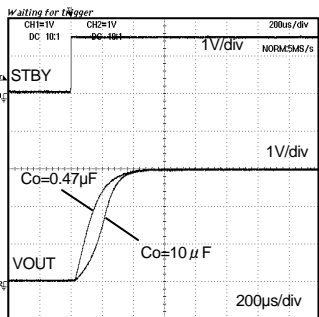 Waiting for trigger
CH1=1V CH2=1V 200us/div
DC 10:1 DC 10:1 NORM:5MS/s
1V/div
STBY
1V/div
Co=0.47µF
Co=10µF
VOUT
200µs/div